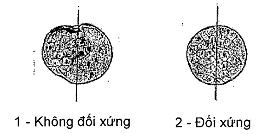 1 - Không đối xứng
2 - Đối xứng